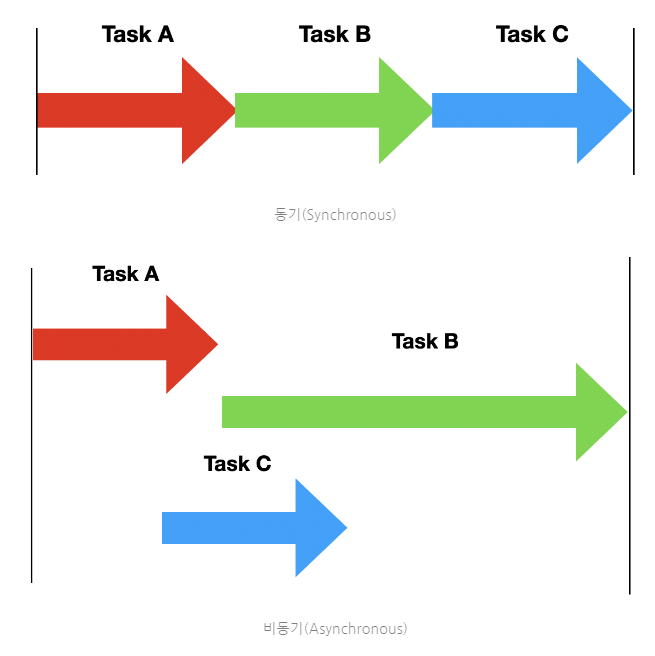 Task A Task B Task C
동기(Synchronous)
Task A
Task B
Task C
비동기(Asynchronous)